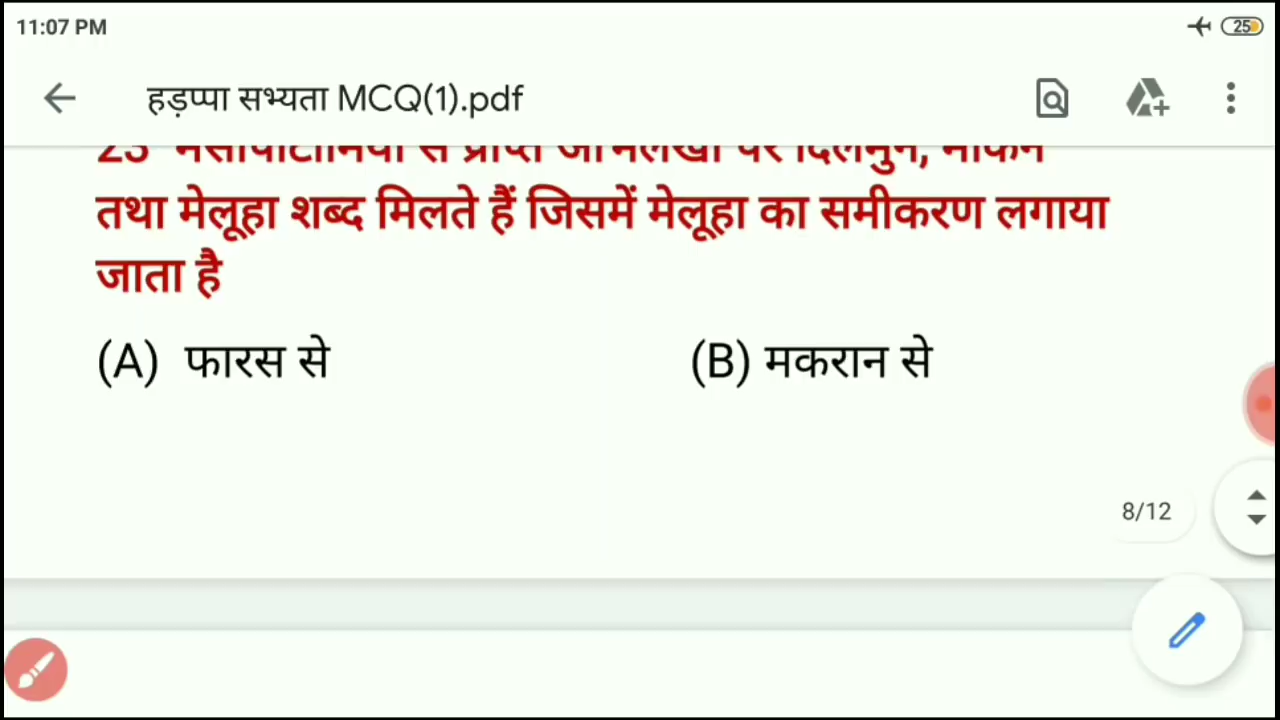 11:07 PM
25
हड़प्पा सभ्यता MCQ(1).pdf
तथा मेलूहा शब्द मिलते हैं जिसमें मेलूहा का समीकरण लगाया
जाता है
(A) फारस से
(B) मकरान से
8/12